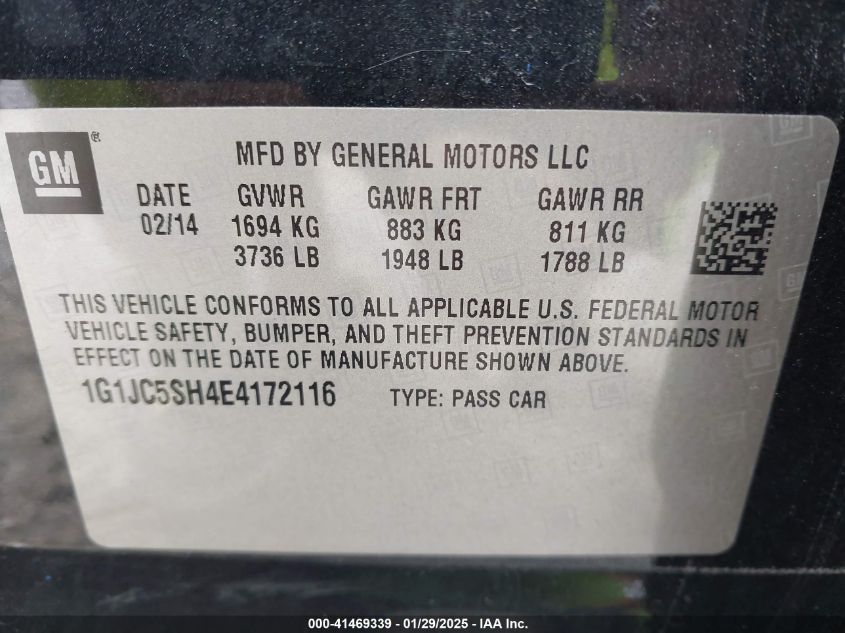 GM®
MFD BY GENERAL MOTORS LLC
DATE GVWR GAWR FRT GAWR RR
02/14 1694 KG 883 KG 811 KG
3736 LB 1948 LB 1788 LB
THIS VEHICLE CONFORMS TO ALL APPLICABLE U.S. FEDERAL MOTOR
VEHICLE SAFETY, BUMPER, AND THEFT PREVENTION STANDARDS IN
EFFECT ON THE DATE OF MANUFACTURE SHOWN ABOVE.
1G1JC5SH4E4172116 TYPE: PASS CAR
000-41469339 | 01/29/2025 | IAA Inc.